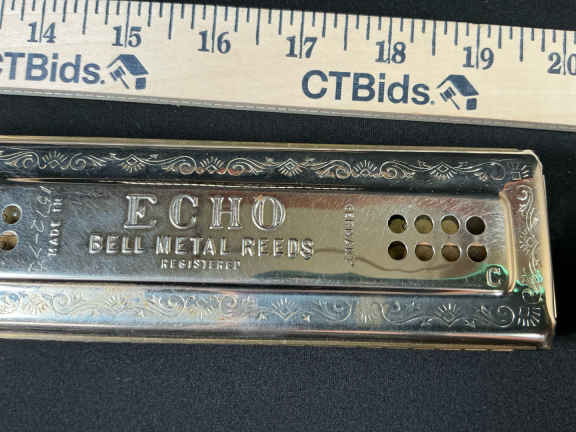 14 15 16 17 18 19 20
CTBids. CTBids.
ECHO
BELL METAL REEDS
REGISTERED
MADE IN
GERMANY
C